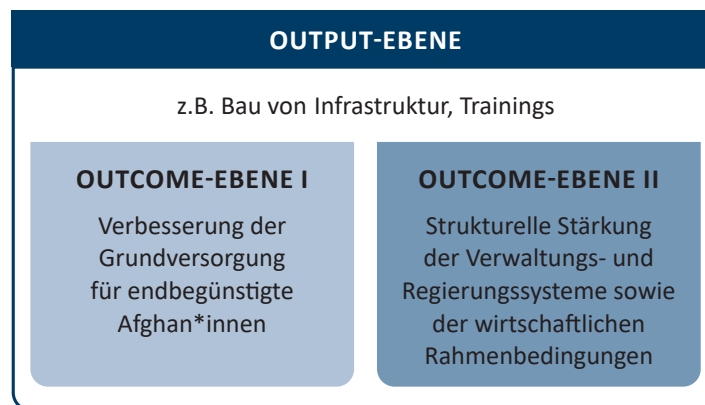 OUTPUT-EBENE
z.B. Bau von Infrastruktur, Trainings
OUTCOME-EBENE I
Verbesserung der
Grundversorgung
für endbegünstigte
Afghan*innen
OUTCOME-EBENE II
Strukturelle Stärkung
der Verwaltungs- und
Regierungssysteme sowie
der wirtschaftlichen
Rahmenbedingungen